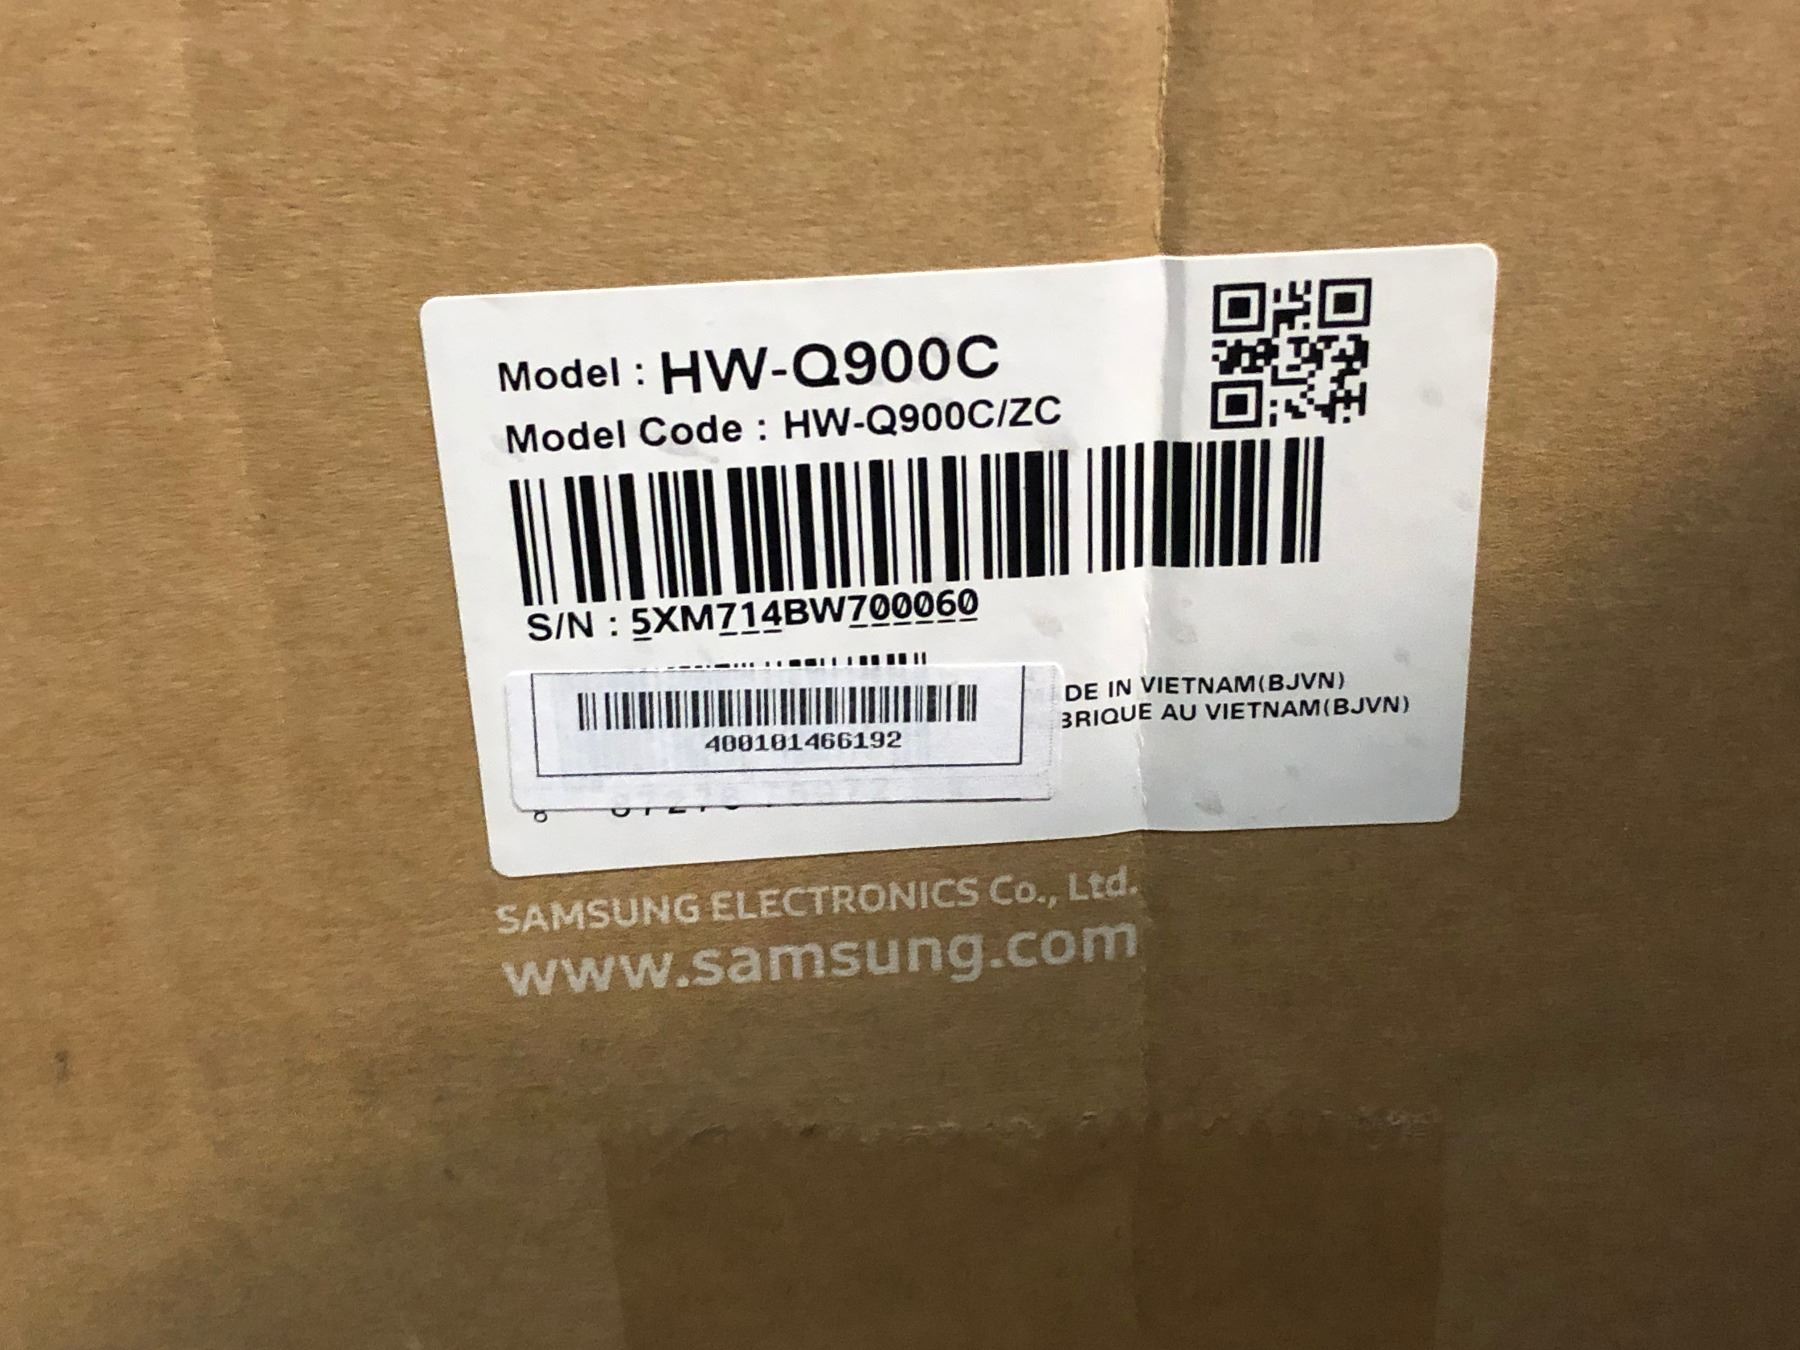 Model : HW-Q900C
Model Code : HW-Q900C/ZC
S/N : 5XM714BW700060
DE IN VIETNAM(BJVN)
BRIQUE AU VIETNAM(BJVN)
400101466192
SAMSUNG ELECTRONICS Co., Ltd.
www.samsung.com